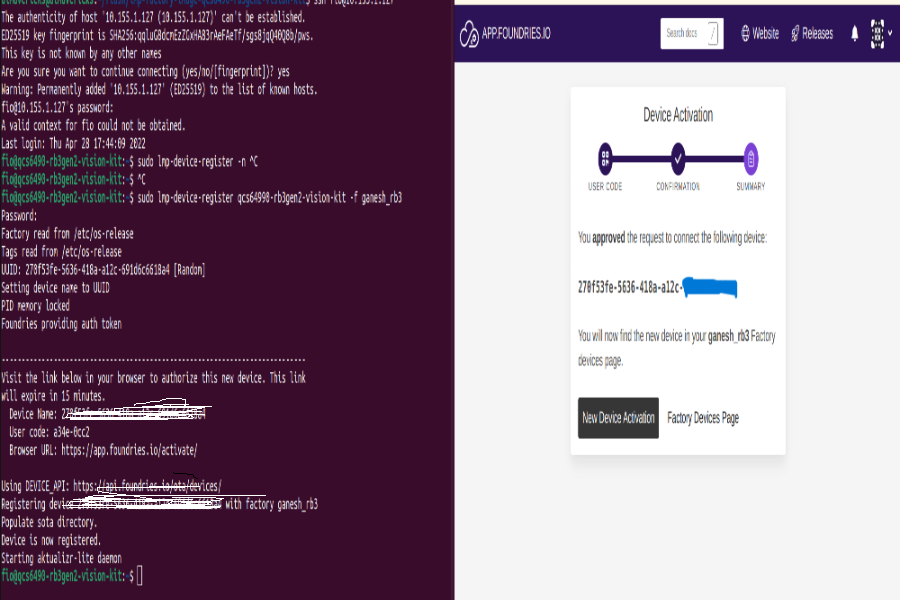 The authenticity of host '10.155.1.127 (10.155.1.127)' can't be established.
ED25519 key fingerprint is
This key is not known by any other names
Are you sure you want to continue connecting (yes/no/[fingerprint])? yes
Warning: Permanently added '10.155.1.127' (ED25519) to the list of known hosts.
fio@10.155.1.127's password:
A valid context for fio could not be obtained.
Last login: Thu Apr 28 17:44:09 2022
fio@qcs6490-rb3gen2-vision-kit:~$ sudo lmp-device-register -n ^C
fio@qcs6490-rb3gen2-vision-kit:~$ ^C
fio@qcs6490-rb3gen2-vision-kit:~$ sudo lmp-device-register qcs64990-rb3gen2-vision-kit -f ganesh_rb3
Password:
Factory read from /etc/os-release
Tags read from /etc/os-release
UUID: 270f53fe-5636-418a-a12c-691d6c6618a4 [Random]
Setting device name to UUID
PID memory locked
Foundries providing auth token
----------------------------------------------------------------------------
Visit the link below in your browser to authorize this new device. This link
will expire in 15 minutes.
Device Name:
User code: a34e-0cc2
Browser URL: https://app.foundries.io/activate/
Using DEVICE_API: https://api.foundries.io/ota/devices/
Registering device with factory ganesh_rb3
Populate sota directory.
Device is now registered.
Starting aktualizr-lite daemon
fio@qcs6490-rb3gen2-vision-kit:~$
APP.FOUNDRIES.IO
Search docs /
Website
Releases
Device Activation
USER CODE CONFIRMATION SUMMARY
You approved the request to connect the following device:
270f53fe-5636-418a-a12c-
You will now find the new device in your ganesh_rb3 Factory
devices page.
New Device Activation Factory Devices Page